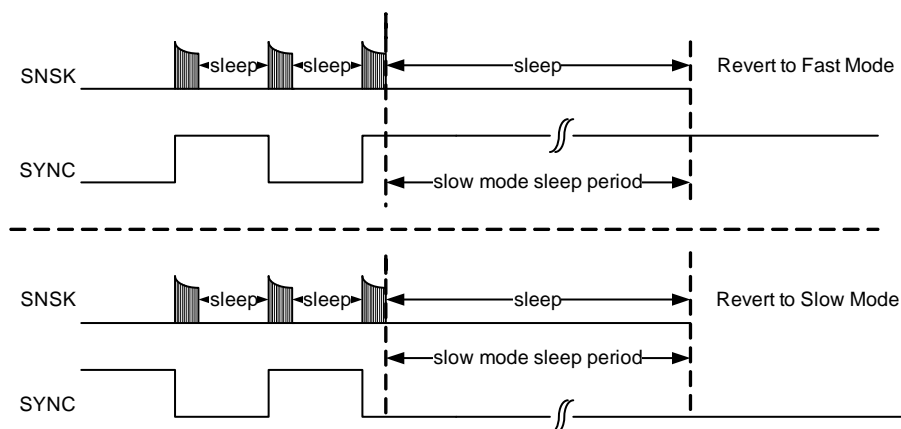 sleep sleep sleep Revert to Fast Mode
SNSK
SYNC
slow mode sleep period
sleep sleep sleep Revert to Slow Mode
SNSK
slow mode sleep period
SYNC